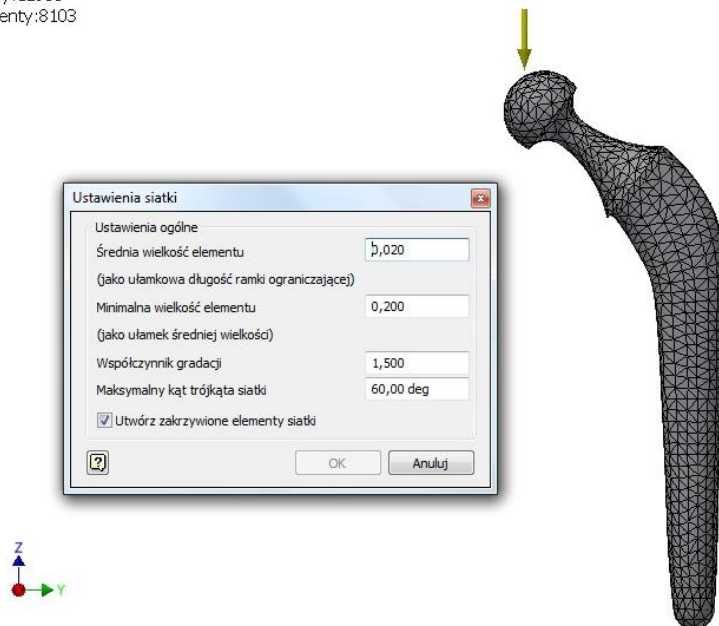 enty:8103
Ustawienia siatki
Ustawienia ogólne
Średnia wielkość elementu 0,020
(jako ułamkowa długość ramki ograniczającej)
Minimalna wielkość elementu 0,200
(jako ułamek średniej wielkości)
Współczynnik gradacji 1,500
Maksymalny kąt trójkąta siatki 60,00 deg
Utwórz zakrzywione elementy siatki
OK Anuluj
Z
Y